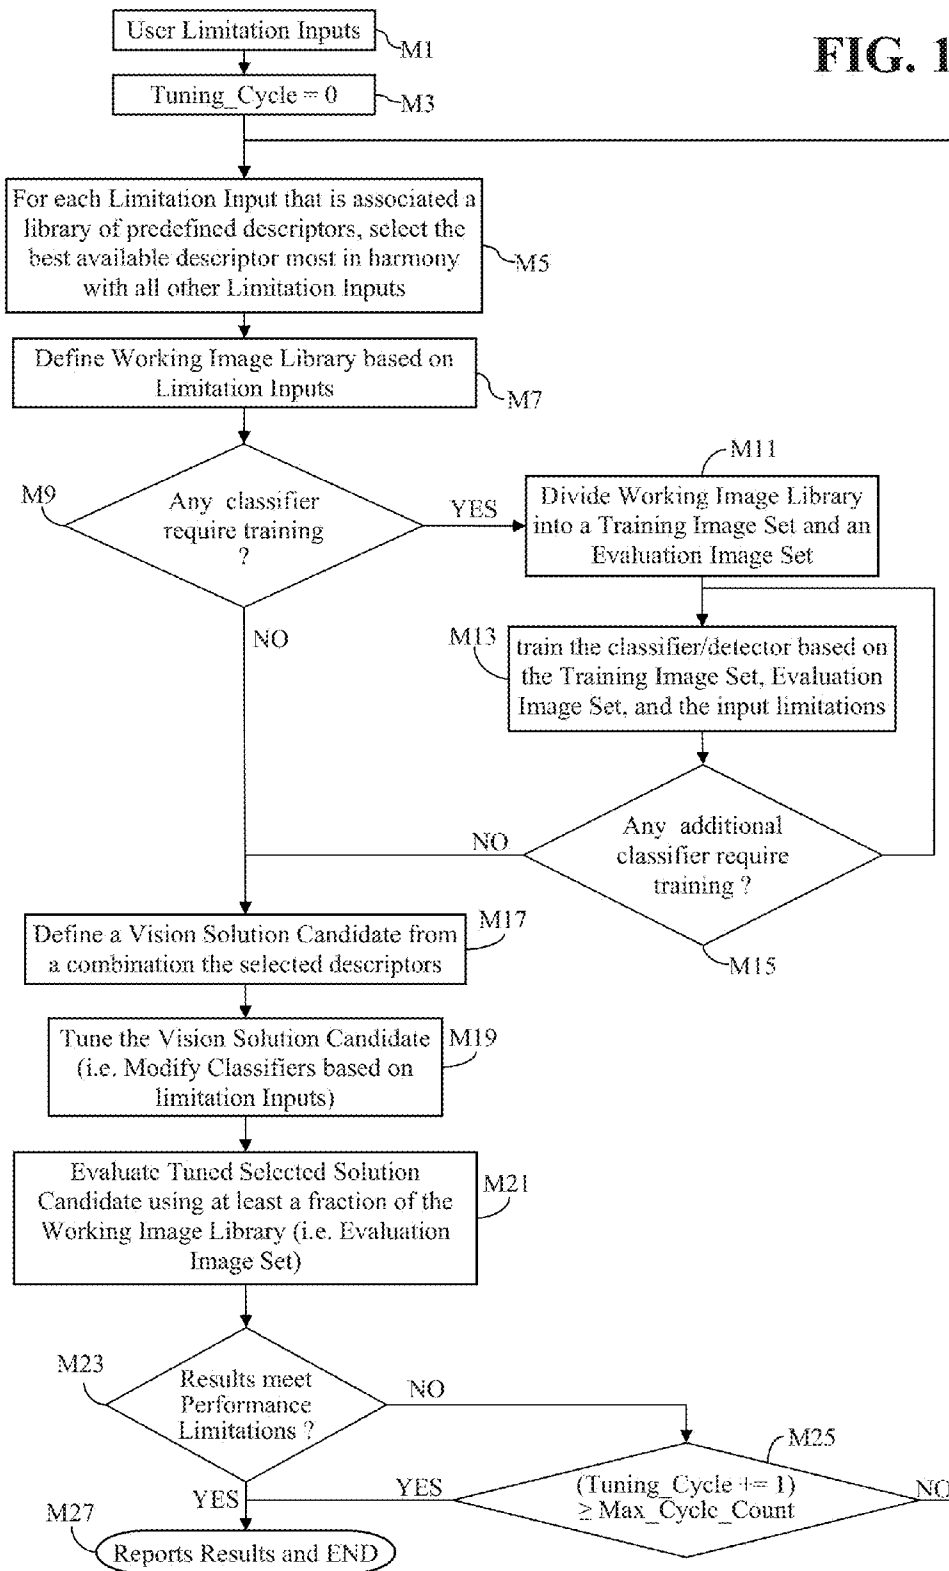 FIG. 1
User Limitation Inputs
M1
Tuning_Cycle = 0
M3
For each Limitation Input that is associated a
library of predefined descriptors, select the
best available descriptor most in harmony
with all other Limitation Inputs
M5
Define Working Image Library based on
Limitation Inputs
M7
M9
Any classifier
require training
?
YES
NO
M11
Divide Working Image Library
into a Training Image Set and an
Evaluation Image Set
M13
train the classifier/detector based on
the Training Image Set, Evaluation
Image Set, and the input limitations
Any additional
classifier require
training ?
NO
M15
Define a Vision Solution Candidate from
a combination the selected descriptors
M17
Tune the Vision Solution Candidate
(i.e. Modify Classifiers based on
limitation Inputs)
M19
Evaluate Tuned Selected Solution
Candidate using at least a fraction of the
Working Image Library (i.e. Evaluation
Image Set)
M21
M23
Results meet
Performance
Limitations ?
NO
YES
M25
(Tuning_Cycle += 1)
≥ Max_Cycle_Count
YES
NO
M27
Reports Results and END